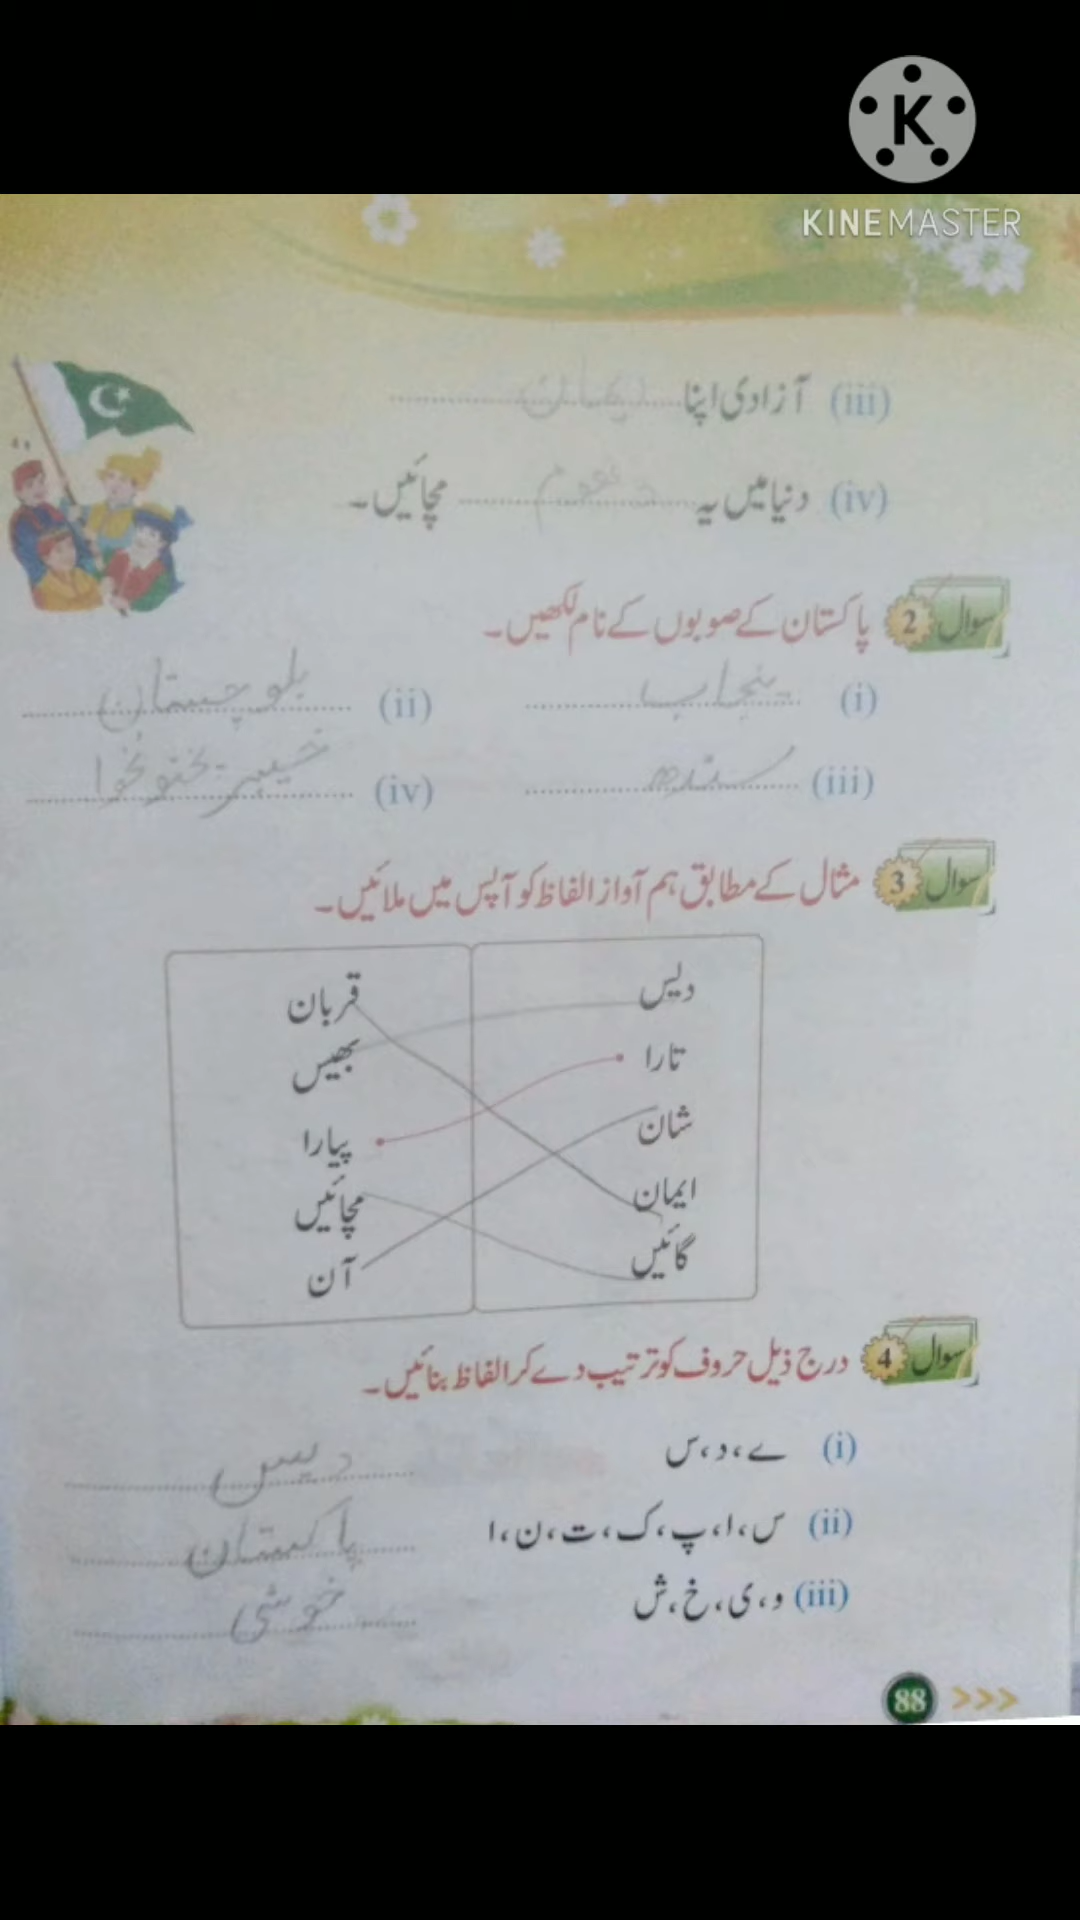 K
KINEMASTER
(iii) آزادی اپنا ایمان
(iv) دنیا میں یہ دھوم مچائیں۔
سوال 2 پاکستان کے صوبوں کے نام لکھیں۔
(i) پنجاب (ii) بلوچستان
(iii) سندھ (iv) خیبر پختونخوا
سوال 3 مثال کے مطابق ہم آواز الفاظ کو آپس میں ملائیں۔
دیس قربان
تارا بھیس
شان پیارا
ایمان مچائیں
گائیں آن
سوال 4 درج ذیل حروف کو ترتیب دے کر الفاظ بنائیں۔
(i) ے، د، س دیس
(ii) س، ا، پ، ک، ت، ن، ا پاکستان
(iii) و، ی، خ، ش خوشی
88